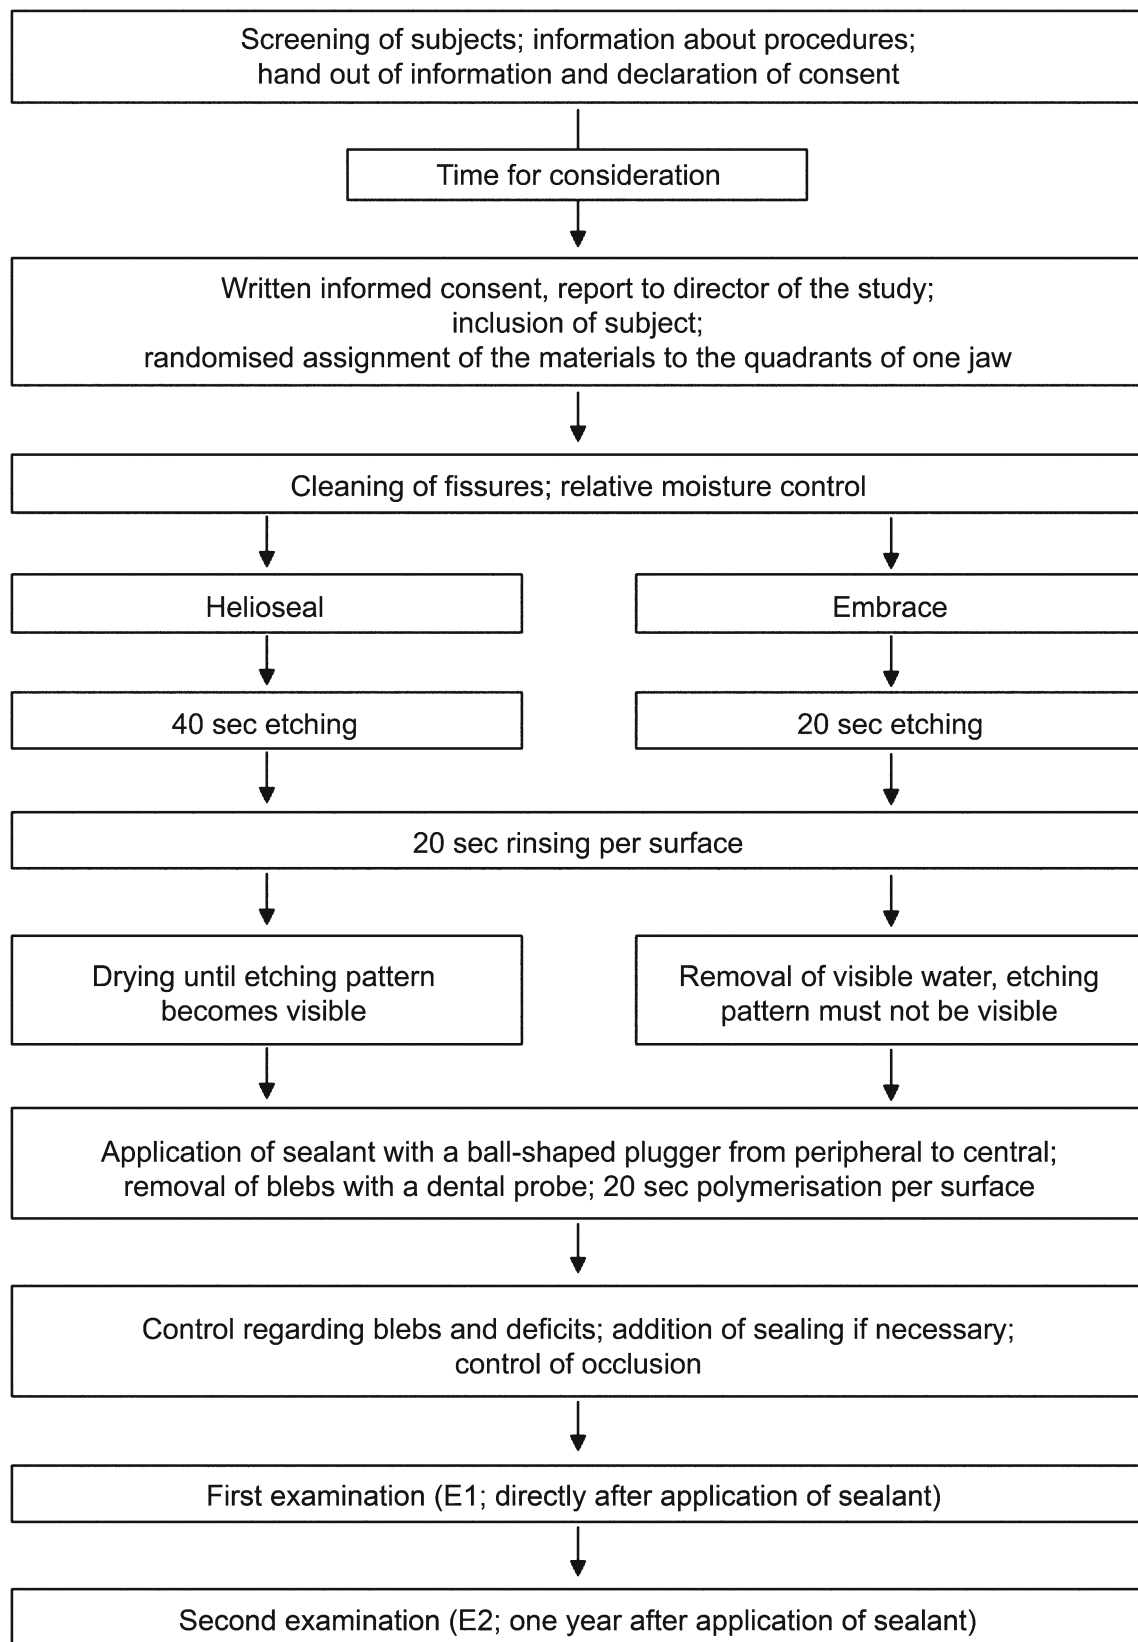 Screening of subjects; information about procedures;
hand out of information and declaration of consent
Time for consideration
Written informed consent, report to director of the study;
inclusion of subject;
randomised assignment of the materials to the quadrants of one jaw
Cleaning of fissures; relative moisture control
Helioseal
Embrace
40 sec etching
20 sec etching
20 sec rinsing per surface
Drying until etching pattern
becomes visible
Removal of visible water, etching
pattern must not be visible
Application of sealant with a ball-shaped plugger from peripheral to central;
removal of blebs with a dental probe; 20 sec polymerisation per surface
Control regarding blebs and deficits; addition of sealing if necessary;
control of occlusion
First examination (E1; directly after application of sealant)
Second examination (E2; one year after application of sealant)